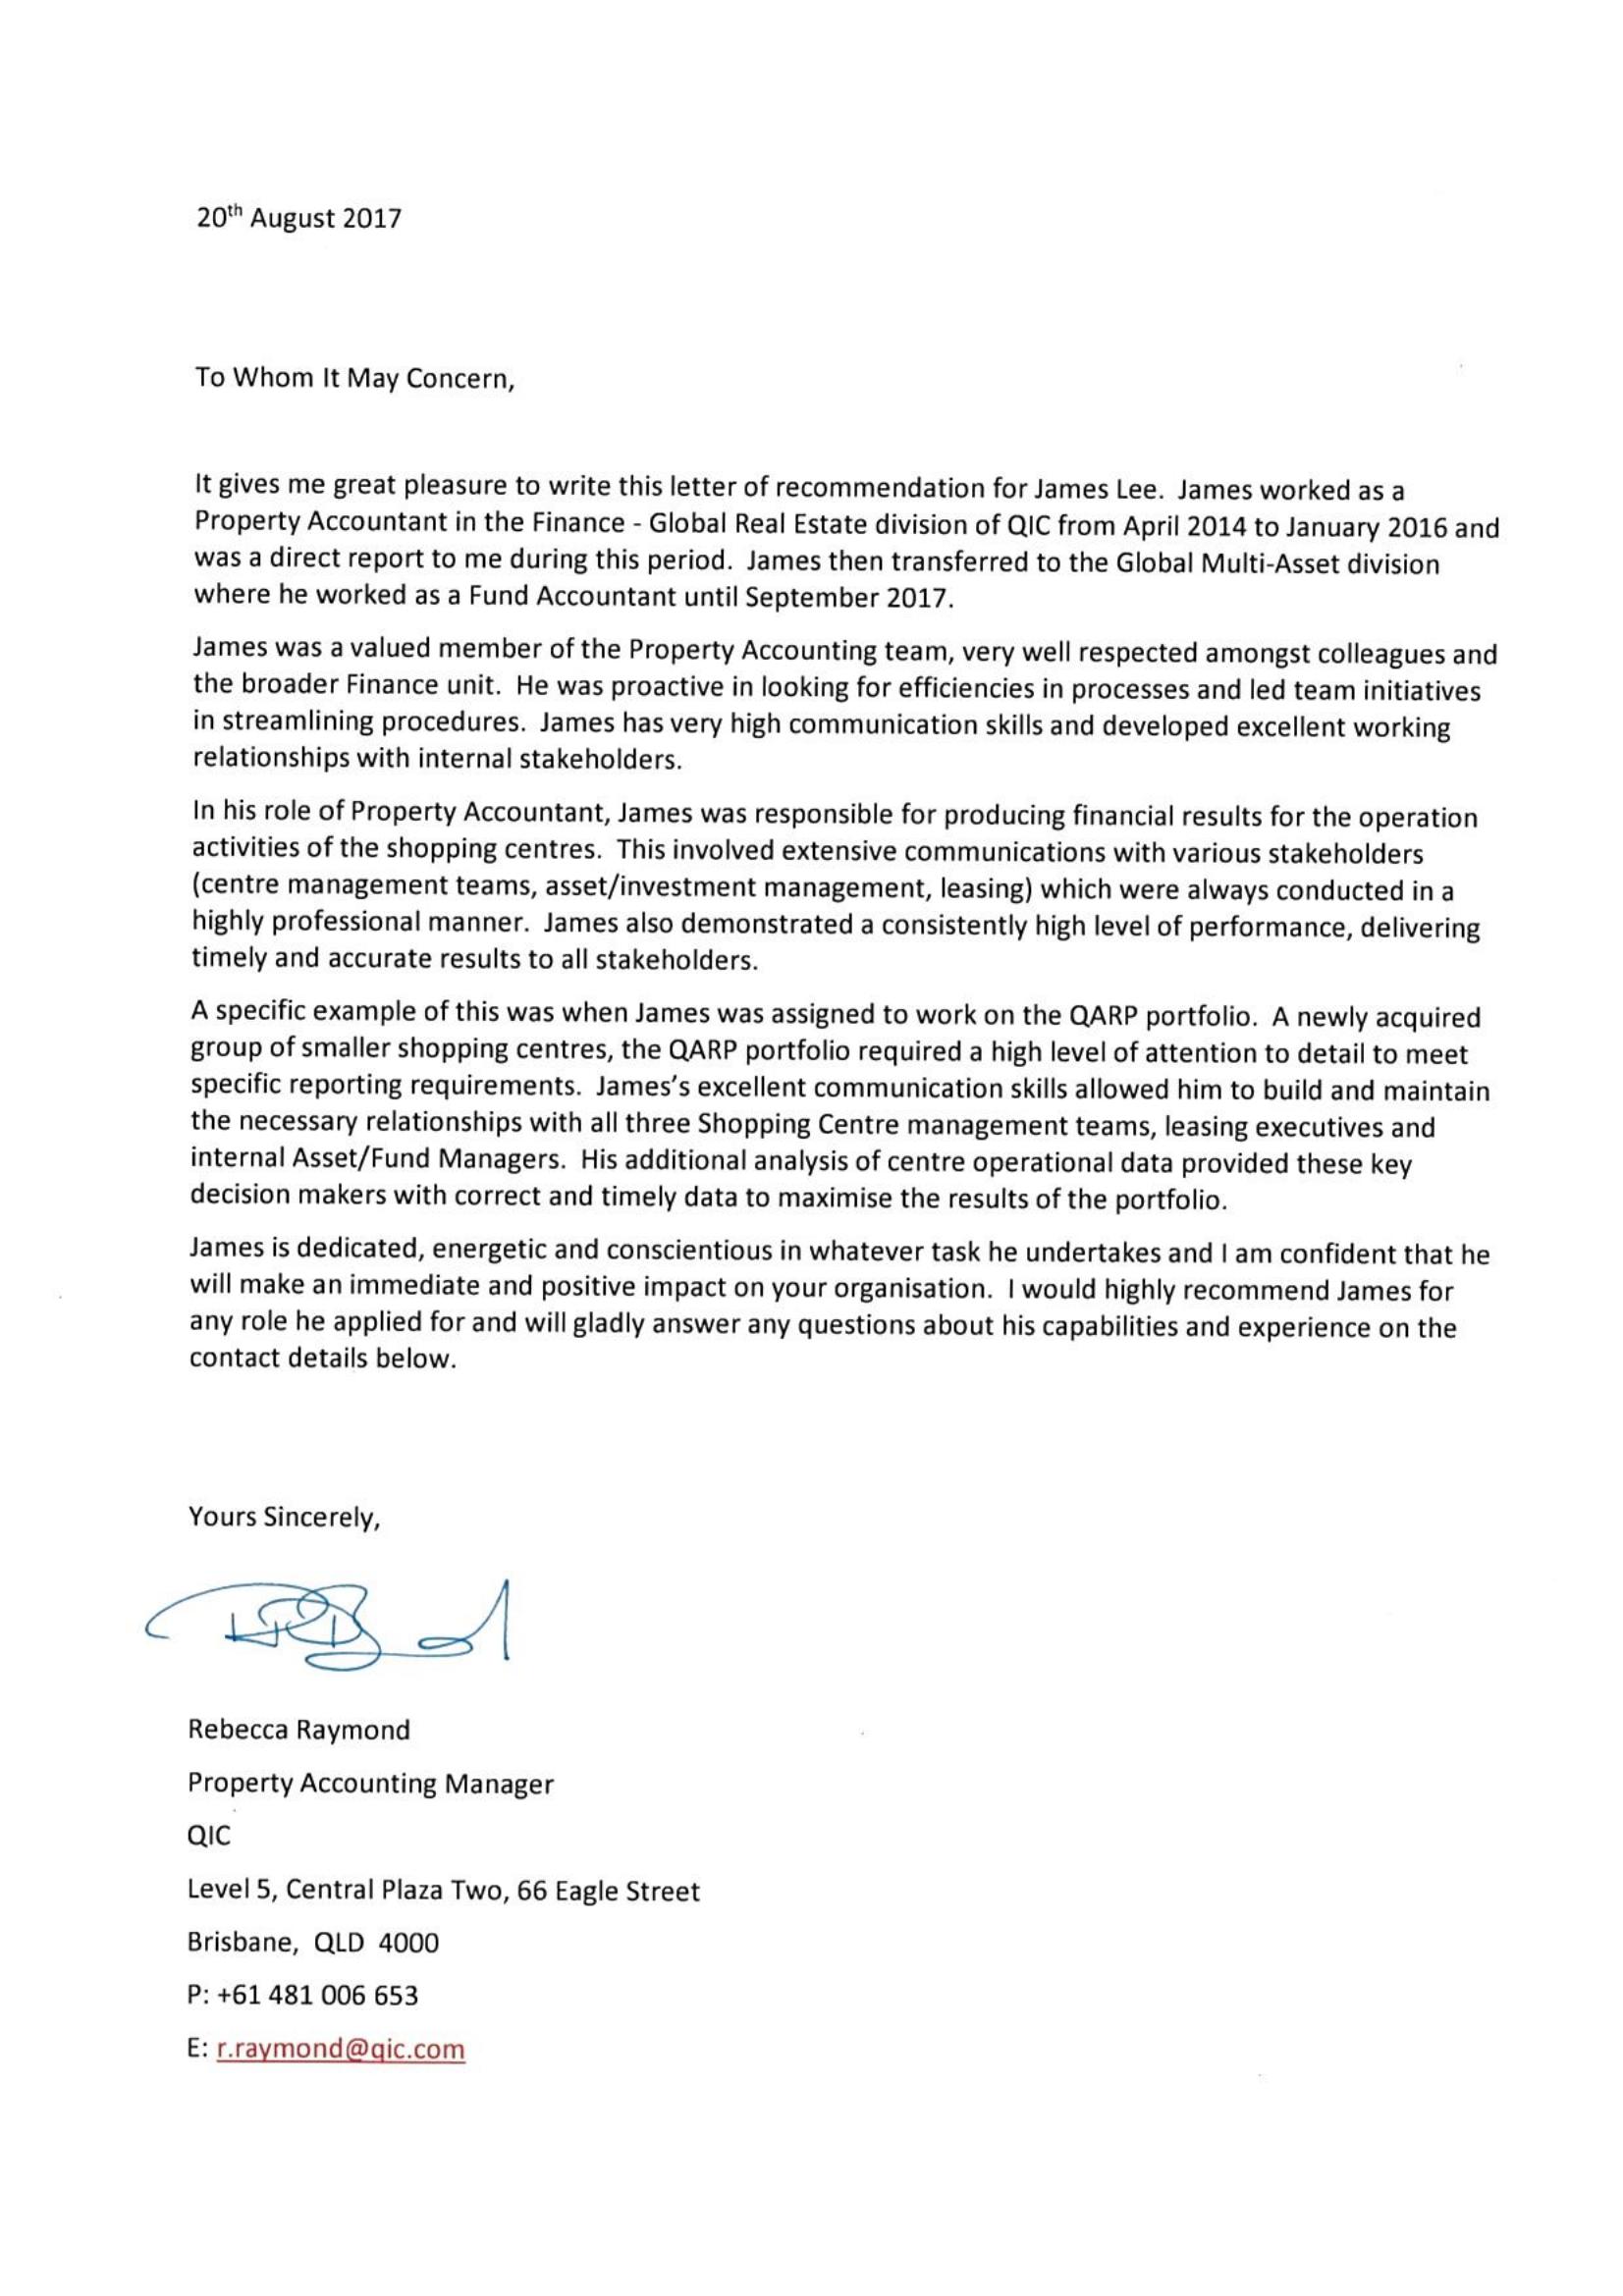 20th August 2017
To Whom It May Concern,
It gives me great pleasure to write this letter of recommendation for James Lee.  James worked as a
Property Accountant in the Finance - Global Real Estate division of QIC from April 2014 to January 2016 and
was a direct report to me during this period.  James then transferred to the Global Multi-Asset division
where he worked as a Fund Accountant until September 2017.
James was a valued member of the Property Accounting team, very well respected amongst colleagues and
the broader Finance unit.  He was proactive in looking for efficiencies in processes and led team initiatives
in streamlining procedures.  James has very high communication skills and developed excellent working
relationships with internal stakeholders.
In his role of Property Accountant, James was responsible for producing financial results for the operation
activities of the shopping centres.  This involved extensive communications with various stakeholders
(centre management teams, asset/investment management, leasing) which were always conducted in a
highly professional manner.  James also demonstrated a consistently high level of performance, delivering
timely and accurate results to all stakeholders.
A specific example of this was when James was assigned to work on the QARP portfolio.  A newly acquired
group of smaller shopping centres, the QARP portfolio required a high level of attention to detail to meet
specific reporting requirements.  James's excellent communication skills allowed him to build and maintain
the necessary relationships with all three Shopping Centre management teams, leasing executives and
internal Asset/Fund Managers.  His additional analysis of centre operational data provided these key
decision makers with correct and timely data to maximise the results of the portfolio.
James is dedicated, energetic and conscientious in whatever task he undertakes and I am confident that he
will make an immediate and positive impact on your organisation.  I would highly recommend James for
any role he applied for and will gladly answer any questions about his capabilities and experience on the
contact details below.
Yours Sincerely,
Rebecca Raymond
Property Accounting Manager
QIC
Level 5, Central Plaza Two, 66 Eagle Street
Brisbane,  QLD  4000
P: +61 481 006 653
E: r.raymond@qic.com